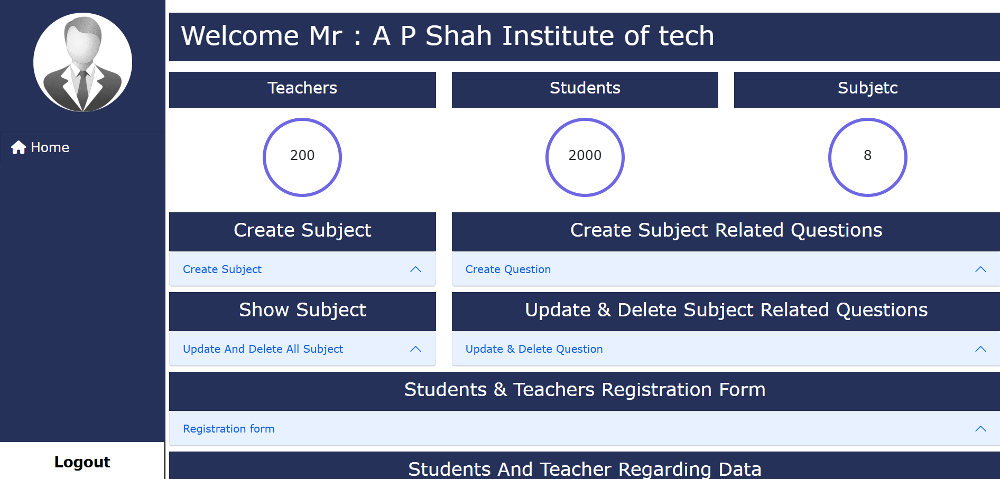 Welcome Mr : A P Shah Institute of tech
Home
Teachers
Students
Subjetc
200
2000
8
Create Subject
Create Subject Related Questions
Create Subject
Create Question
Show Subject
Update & Delete Subject Related Questions
Update And Delete All Subject
Update & Delete Question
Students & Teachers Registration Form
Registration form
Logout
Students And Teacher Regarding Data